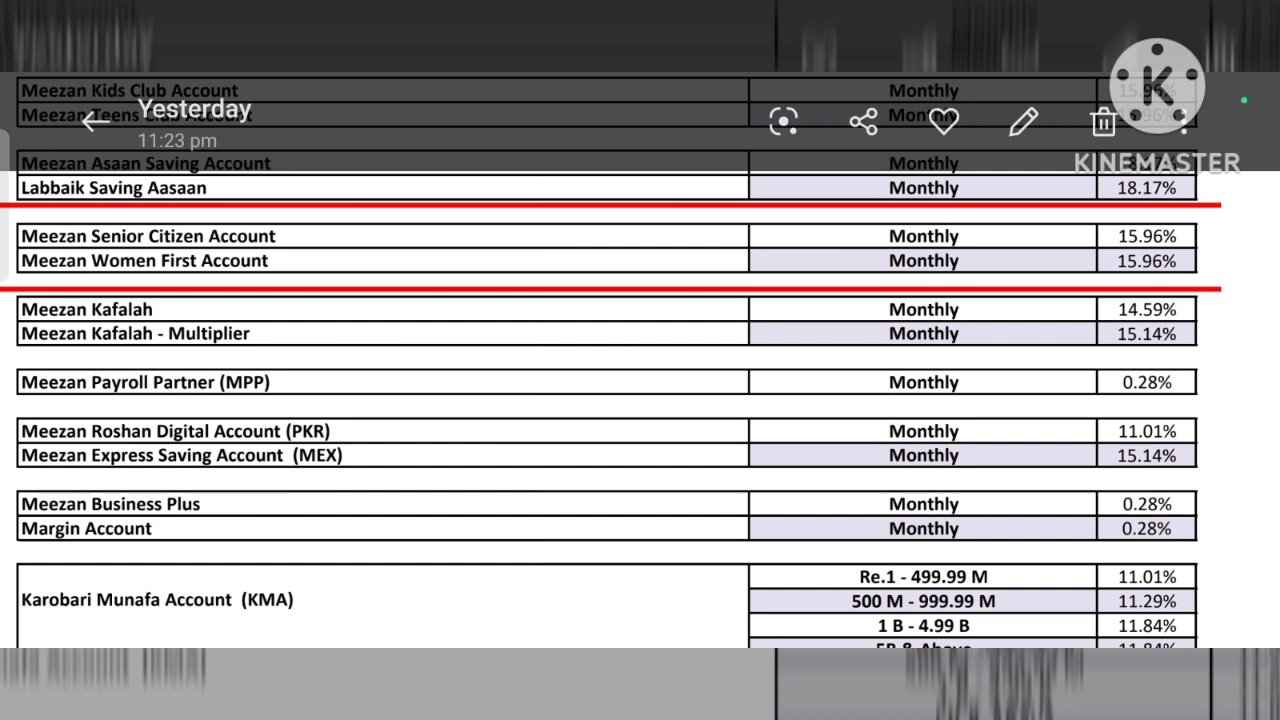 Meezan Kids Club Account Monthly 15.96%
Yesterday
Meezan Teens Club Account Monthly 15.96%
11:23 pm
KINEMASTER
Meezan Asaan Saving Account Monthly
Labbaik Saving Aasaan Monthly 18.17%
Meezan Senior Citizen Account Monthly 15.96%
Meezan Women First Account Monthly 15.96%
Meezan Kafalah Monthly 14.59%
Meezan Kafalah - Multiplier Monthly 15.14%
Meezan Payroll Partner (MPP) Monthly 0.28%
Meezan Roshan Digital Account (PKR) Monthly 11.01%
Meezan Express Saving Account (MEX) Monthly 15.14%
Meezan Business Plus Monthly 0.28%
Margin Account Monthly 0.28%
Re.1 - 499.99 M 11.01%
Karobari Munafa Account (KMA) 500 M - 999.99 M 11.29%
1 B - 4.99 B 11.84%
5B & Above 11.84%